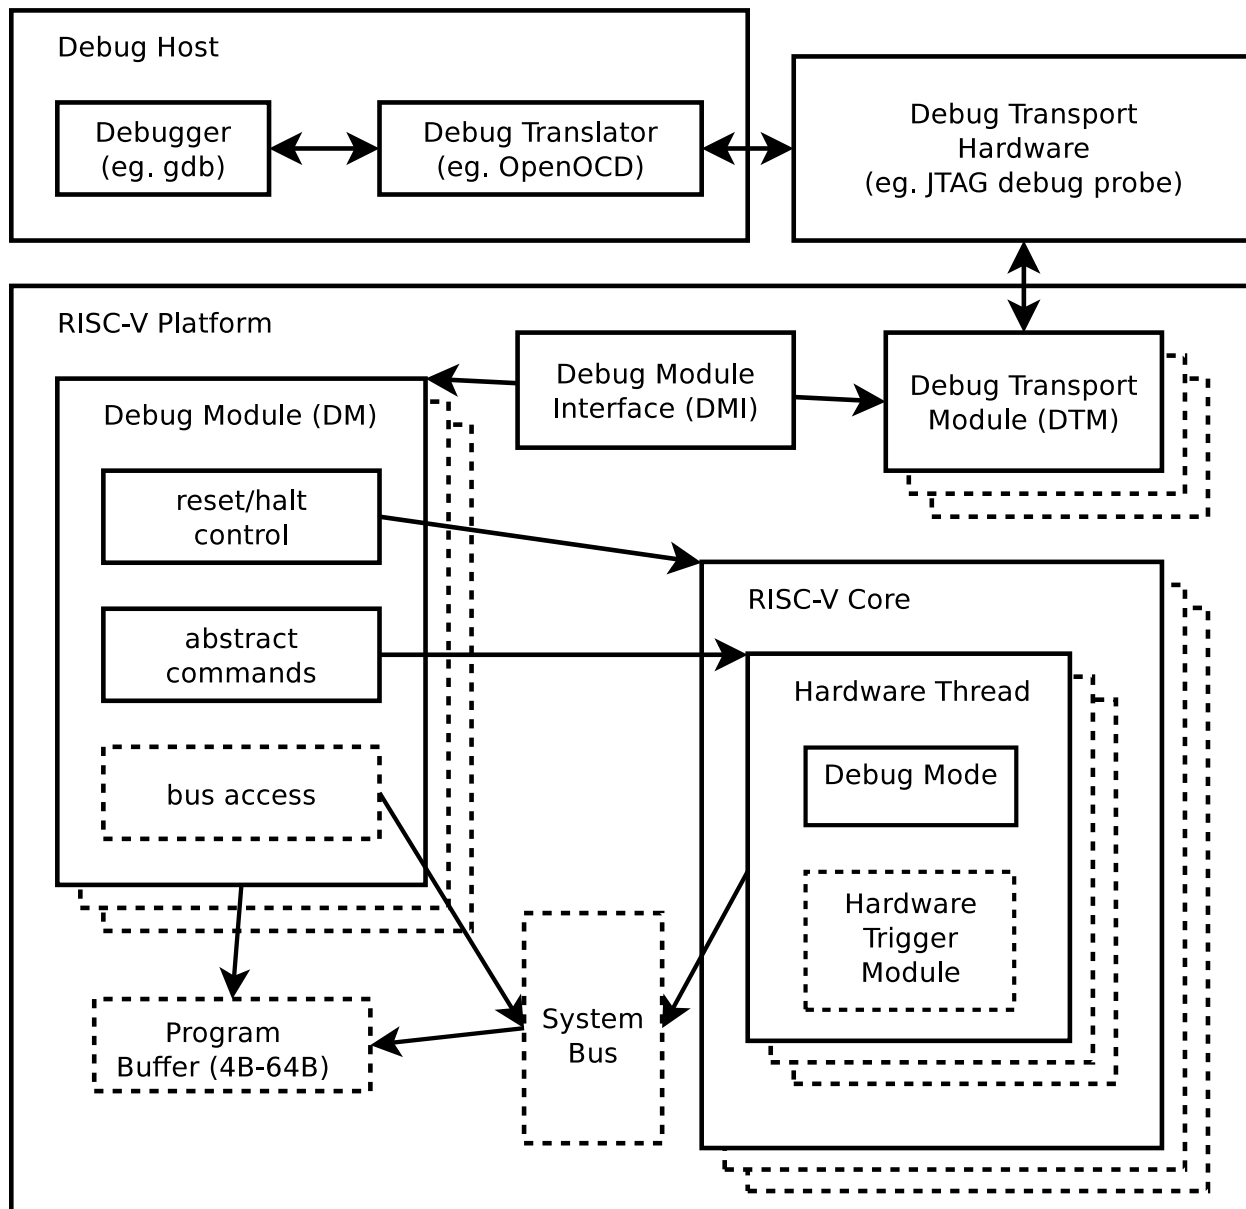 Debug Host
Debugger
(eg. gdb)
Debug Translator
(eg. OpenOCD)
Debug Transport
Hardware
(eg. JTAG debug probe)
RISC-V Platform
Debug Module
Interface (DMI)
Debug Transport
Module (DTM)
Debug Module (DM)
reset/halt
control
abstract
commands
bus access
RISC-V Core
Hardware Thread
Debug Mode
Hardware
Trigger
Module
System
Bus
Program
Buffer (4B-64B)